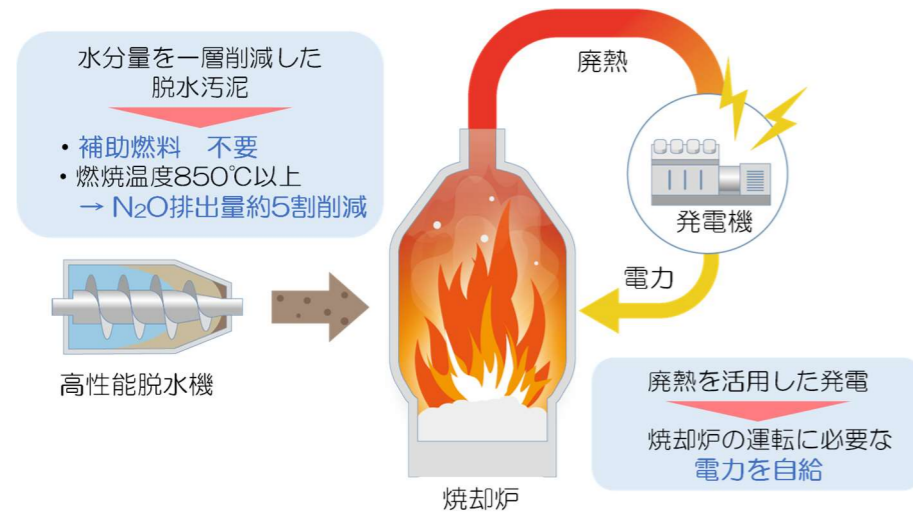 水分量を一層削減した
脱水汚泥
・補助燃料　不要
・燃焼温度850℃以上
→ N₂O排出量約5割削減
高性能脱水機
廃熱
発電機
電力
焼却炉
廃熱を活用した発電
焼却炉の運転に必要な
電力を自給